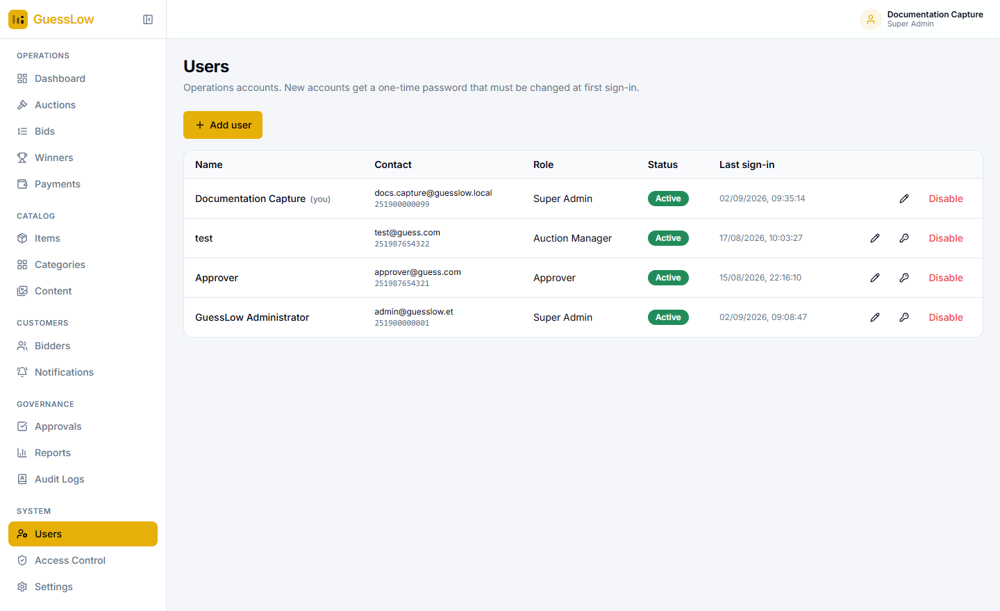 GuessLow
Documentation Capture
Super Admin
OPERATIONS
Dashboard
Auctions
Bids
Winners
Payments
CATALOG
Items
Categories
Content
CUSTOMERS
Bidders
Notifications
GOVERNANCE
Approvals
Reports
Audit Logs
SYSTEM
Users
Access Control
Settings
Users
Operations accounts. New accounts get a one-time password that must be changed at first sign-in.
+ Add user
Name Contact Role Status Last sign-in
Documentation Capture (you) docs.capture@guesslow.local 251900000099 Super Admin Active 02/09/2026, 09:35:14 Disable
test test@guess.com 251987654322 Auction Manager Active 17/08/2026, 10:03:27 Disable
Approver approver@guess.com 251987654321 Approver Active 15/08/2026, 22:16:10 Disable
GuessLow Administrator admin@guesslow.et 251900000001 Super Admin Active 02/09/2026, 09:08:47 Disable